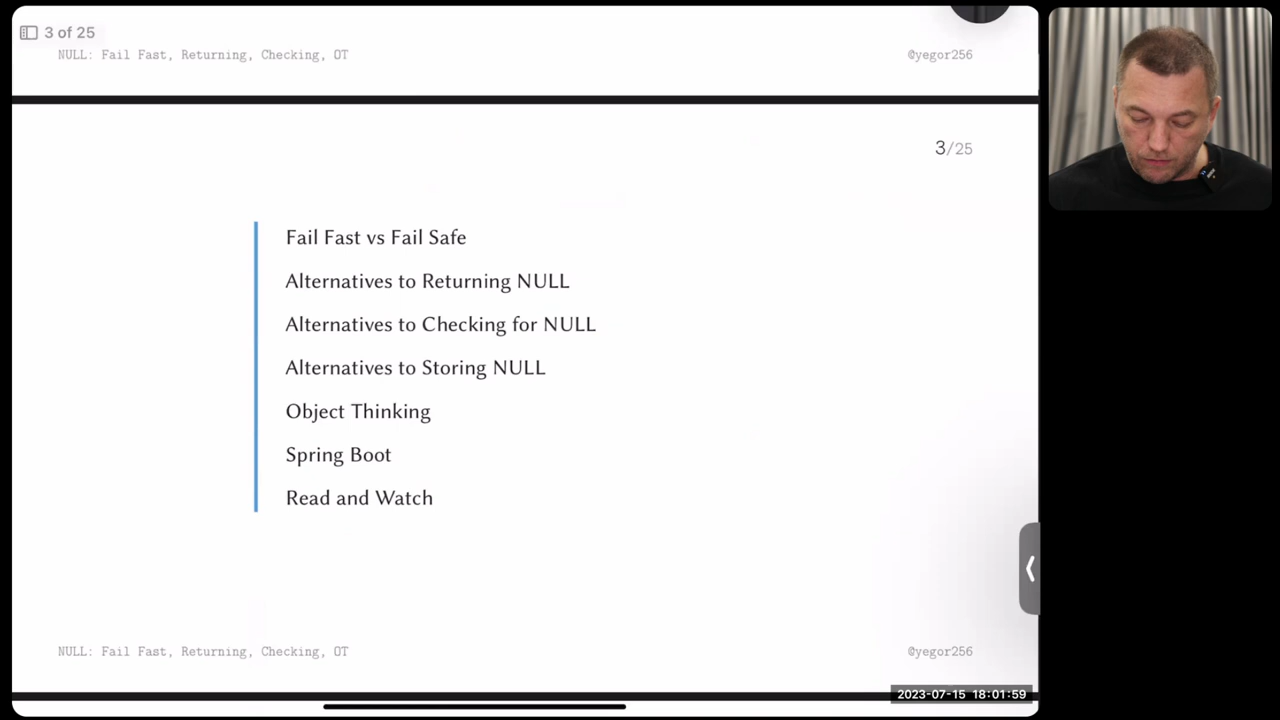 3 of 25
NULL: Fail Fast, Returning, Checking, OT @yegor256
3/25
Fail Fast vs Fail Safe
Alternatives to Returning NULL
Alternatives to Checking for NULL
Alternatives to Storing NULL
Object Thinking
Spring Boot
Read and Watch
NULL: Fail Fast, Returning, Checking, OT @yegor256
2023-07-15 18:01:59